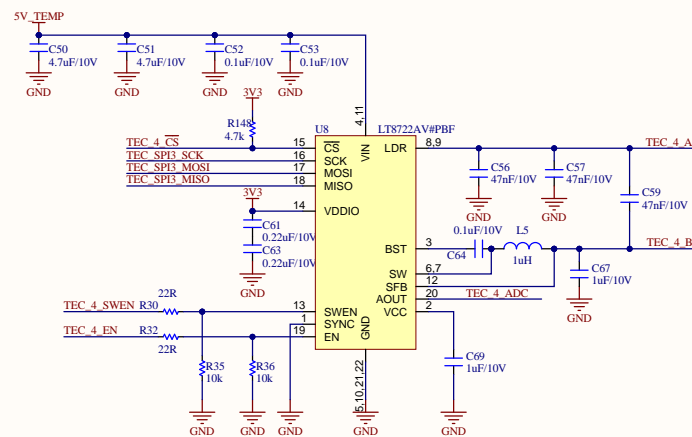 5V_TEMP
C50
4.7uF/10V
C51
4.7uF/10V
C52
0.1uF/10V
C53
0.1uF/10V
GND
GND
GND
GND
3V3
R148
4.7k
U8
LT8722AV#PBF
4,11
VIN
TEC_4_CS
15
CS
LDR
8,9
TEC_4_A
TEC_SPI3_SCK
16
SCK
TEC_SPI3_MOSI
17
MOSI
TEC_SPI3_MISO
18
MISO
C56
47nF/10V
C57
47nF/10V
C59
47nF/10V
GND
GND
3V3
14
VDDIO
C61
0.22uF/10V
C63
0.22uF/10V
GND
0.1uF/10V
L5
BST
3
C64
1uH
TEC_4_B
SW
6,7
SFB
12
C67
1uF/10V
AOUT
20
TEC_4_ADC
VCC
2
GND
TEC_4_SWEN
R30
22R
13
SWEN
1
SYNC
TEC_4_EN
R32
22R
19
EN
GND
R35
10k
R36
10k
C69
1uF/10V
5,10,21,22
GND
GND
GND
GND
GND